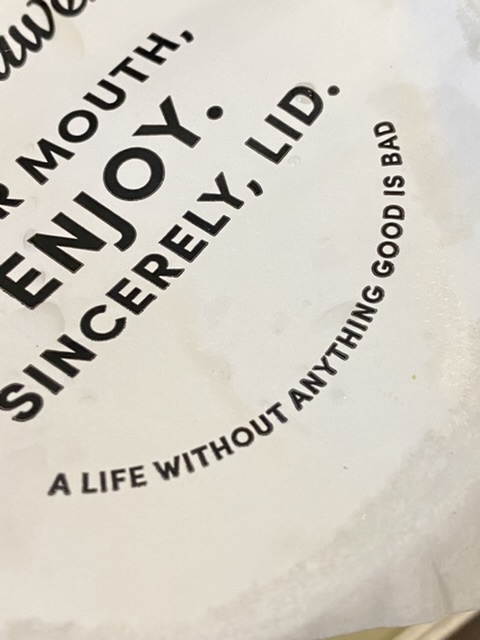 R MOUTH,
ENJOY.
SINCERELY, LID.
A LIFE WITHOUT ANYTHING GOOD IS BAD